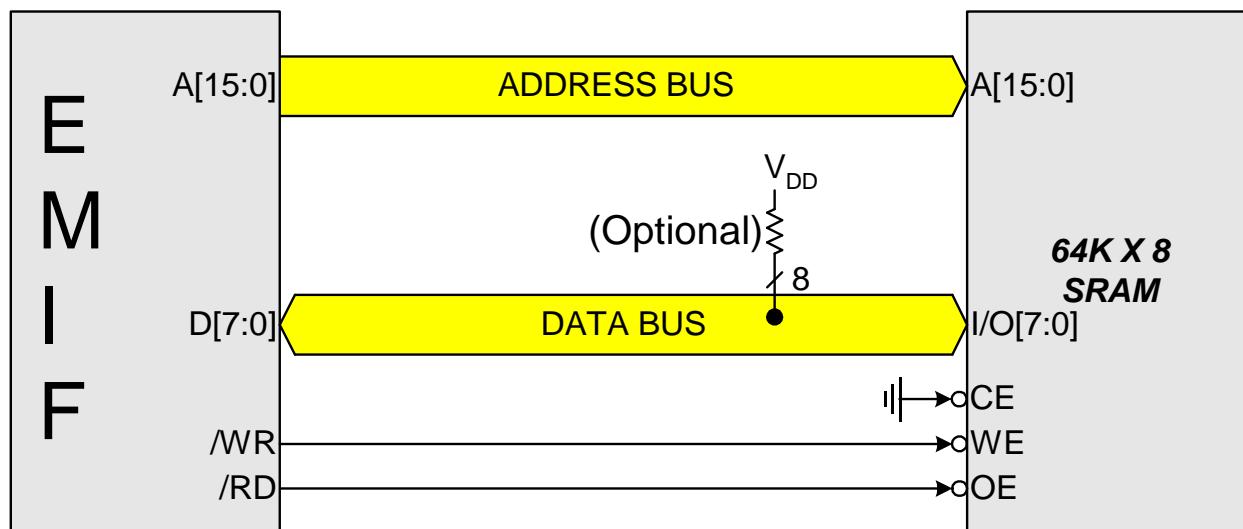 E
M
I
F
A[15:0]
ADDRESS BUS
A[15:0]
VDD
(Optional)
8
64K X 8
SRAM
D[7:0]
DATA BUS
I/O[7:0]
CE
/WR
WE
/RD
OE